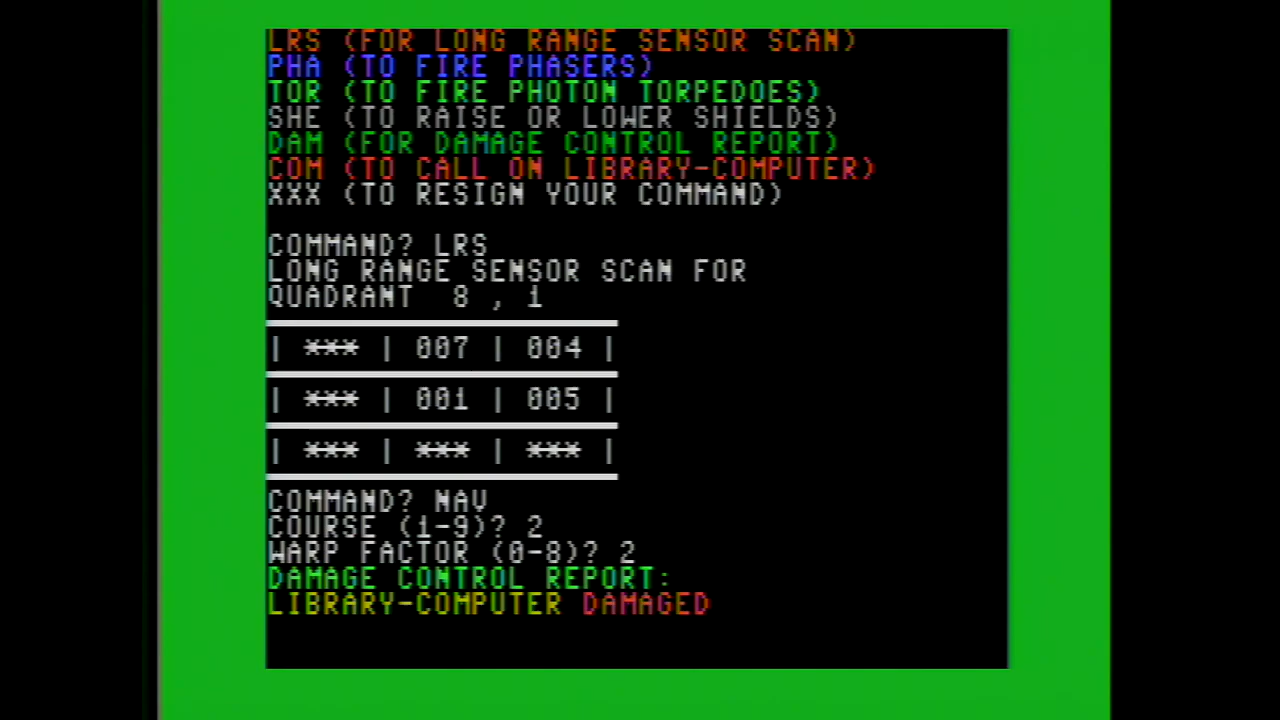 LRS (FOR LONG RANGE SENSOR SCAN)
PHA (TO FIRE PHASERS)
TOR (TO FIRE PHOTON TORPEDOES)
SHE (TO RAISE OR LOWER SHIELDS)
DAM (FOR DAMAGE CONTROL REPORT)
COM (TO CALL ON LIBRARY-COMPUTER)
XXX (TO RESIGN YOUR COMMAND)
COMMAND? LRS
LONG RANGE SENSOR SCAN FOR
QUADRANT 8 , 1
| *** | 007 | 004 |
| *** | 001 | 005 |
| *** | *** | *** |
COMMAND? NAV
COURSE (1-9)? 2
WARP FACTOR (0-8)? 2
DAMAGE CONTROL REPORT:
LIBRARY-COMPUTER DAMAGED